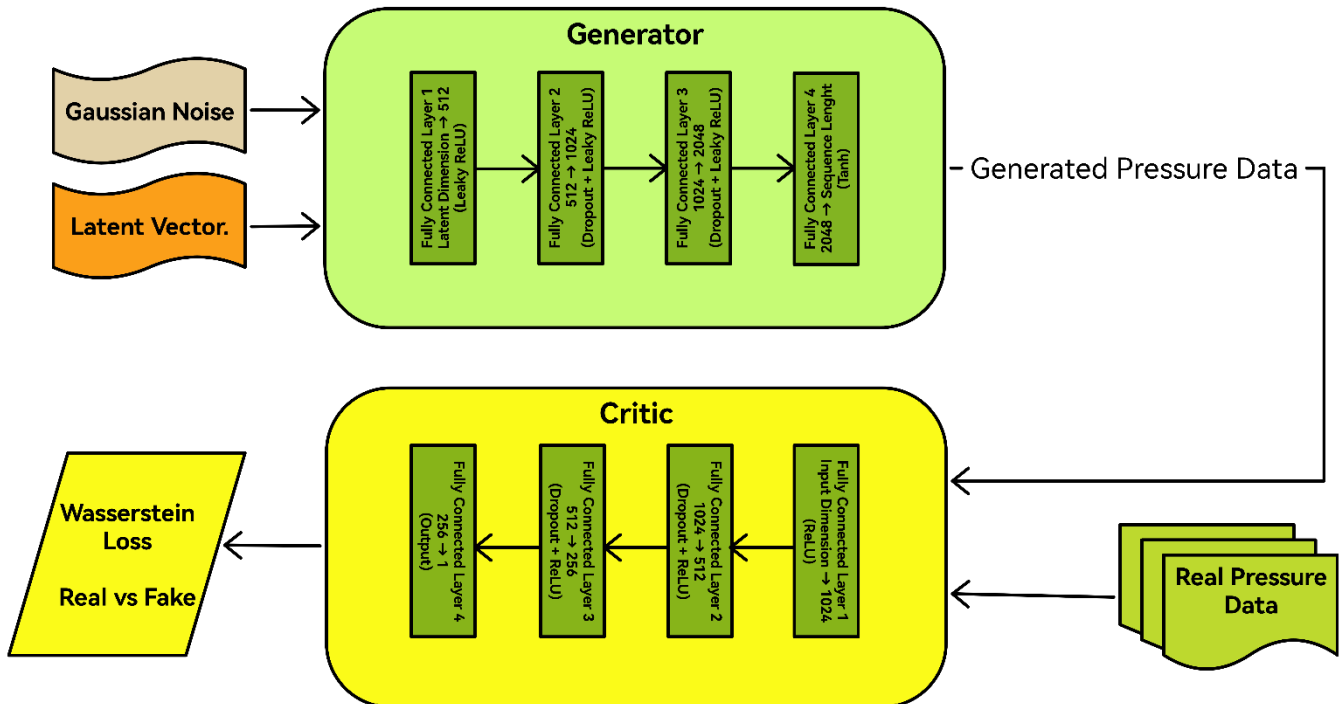 Generator
Gaussian Noise
Latent Vector.
Fully Connected Layer 1
Latent Dimension → 512
(Leaky ReLU)
Fully Connected Layer 2
512 → 1024
(Dropout + Leaky ReLU)
Fully Connected Layer 3
1024 → 2048
(Dropout + Leaky ReLU)
Fully Connected Layer 4
2048 → Sequence Lenght
(Tanh)
Generated Pressure Data
Critic
Fully Connected Layer 1
Input Dimension → 1024
(ReLU)
Fully Connected Layer 2
1024 → 512
(Dropout + ReLU)
Fully Connected Layer 3
512 → 256
(Dropout + ReLU)
Fully Connected Layer 4
256 → 1
(Output)
Real Pressure
Data
Wasserstein
Loss
Real vs Fake